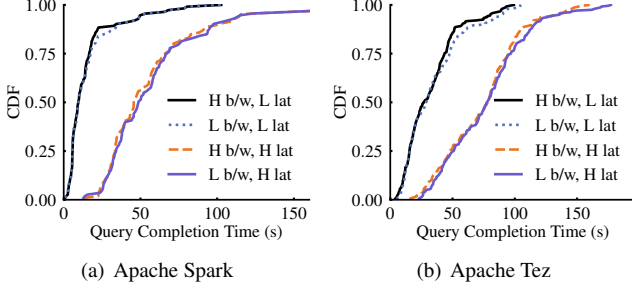 1.00
0.75
0.50
0.25
0.00
CDF
H b/w, L lat
L b/w, L lat
H b/w, H lat
L b/w, H lat
0 50 100 150
Query Completion Time (s)
(a) Apache Spark
1.00
0.75
0.50
0.25
0.00
CDF
H b/w, L lat
L b/w, L lat
H b/w, H lat
L b/w, H lat
0 50 100 150
Query Completion Time (s)
(b) Apache Tez